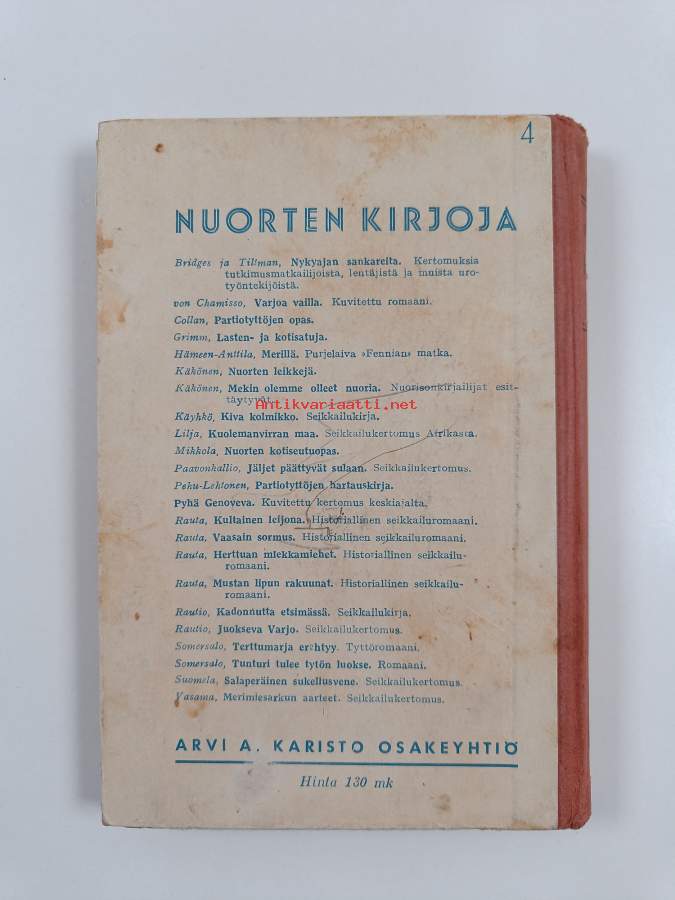 4
NUORTEN KIRJOJA
Bridges ja Tiltman, Nykyajan sankareita. Kertomuksia
tutkimusmatkailijoista, lentäjistä ja muista uro-
työntekijöistä.
von Chamisso, Varjoa vailla. Kuvitettu romaani.
Collan, Partiotyttöjen opas.
Grimm, Lasten- ja kotisatuja.
Hämeen-Anttila, Merillä. Purjelaiva »Fennian» matka.
Kähönen, Nuorten leikkejä.
Kähönen, Mekin olemme olleet nuoria. Nuorisonkirjailijat esit-
täytyvät.
Antikvariaatti.net
Käyhkö, Kiva kolmikko. Seikkailukirja.
Lilja, Kuolemanvirran maa. Seikkailukertomus Afrikasta.
Mikkola, Nuorten kotiseutuopas.
Paavonkallio, Jäljet päättyvät sulaan. Seikkailukertomus.
Peku-Lehtonen, Partiotyttöjen hartauskirja.
Pyhä Genoveva. Kuvitettu kertomus keskiajalta.
Rauta, Kultainen leijona. Historiallinen seikkailuromaani.
Rauta, Vaasain sormus. Historiallinen seikkailuromaani.
Rauta, Herttuan miekkamiehet. Historiallinen seikkailu-
romaani.
Rauta, Mustan lipun rakuunat. Historiallinen seikkailu-
romaani.
Rautio, Kadonnutta etsimässä. Seikkailukirja.
Rautio, Juokseva Varjo. Seikkailukertomus.
Somersalo, Terttumarja erehtyy. Tyttöromaani.
Somersalo, Tunturi tulee tytön luokse. Romaani.
Suomela, Salaperäinen sukellusvene. Seikkailukertomus.
Vasama, Merimiesarkun aarteet. Seikkailukertomus.
ARVI A. KARISTO OSAKEYHTIÖ
Hinta 130 mk